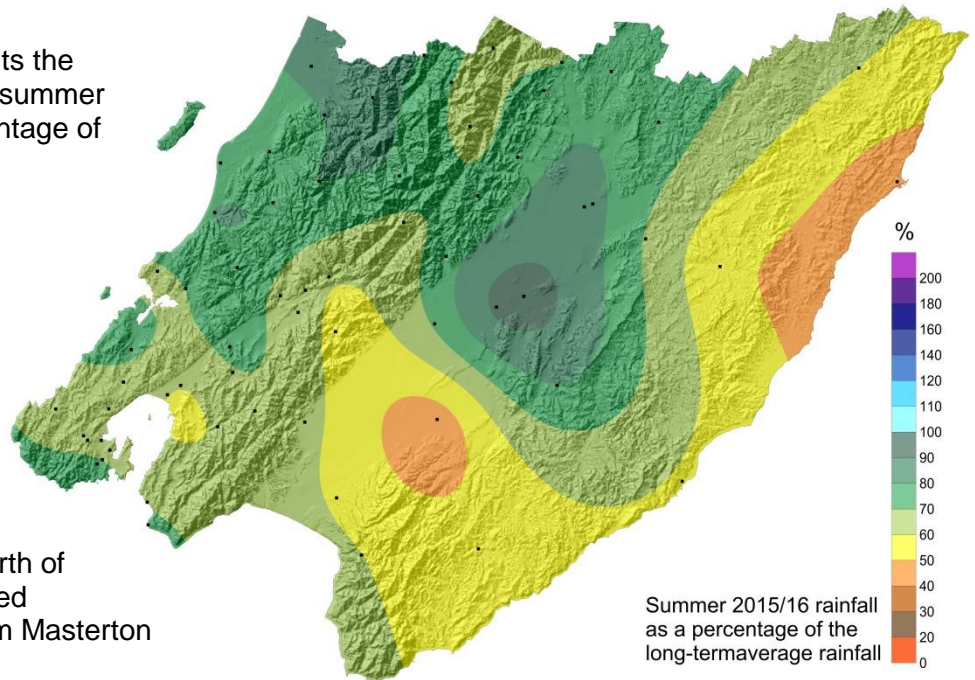 ts the
summer
ntage of
rth of
ed
m Masterton
%
200
180
160
140
120
110
100
90
80
70
60
50
40
30
20
0
Summer 2015/16 rainfall
as a percentage of the
long-termaverage rainfall